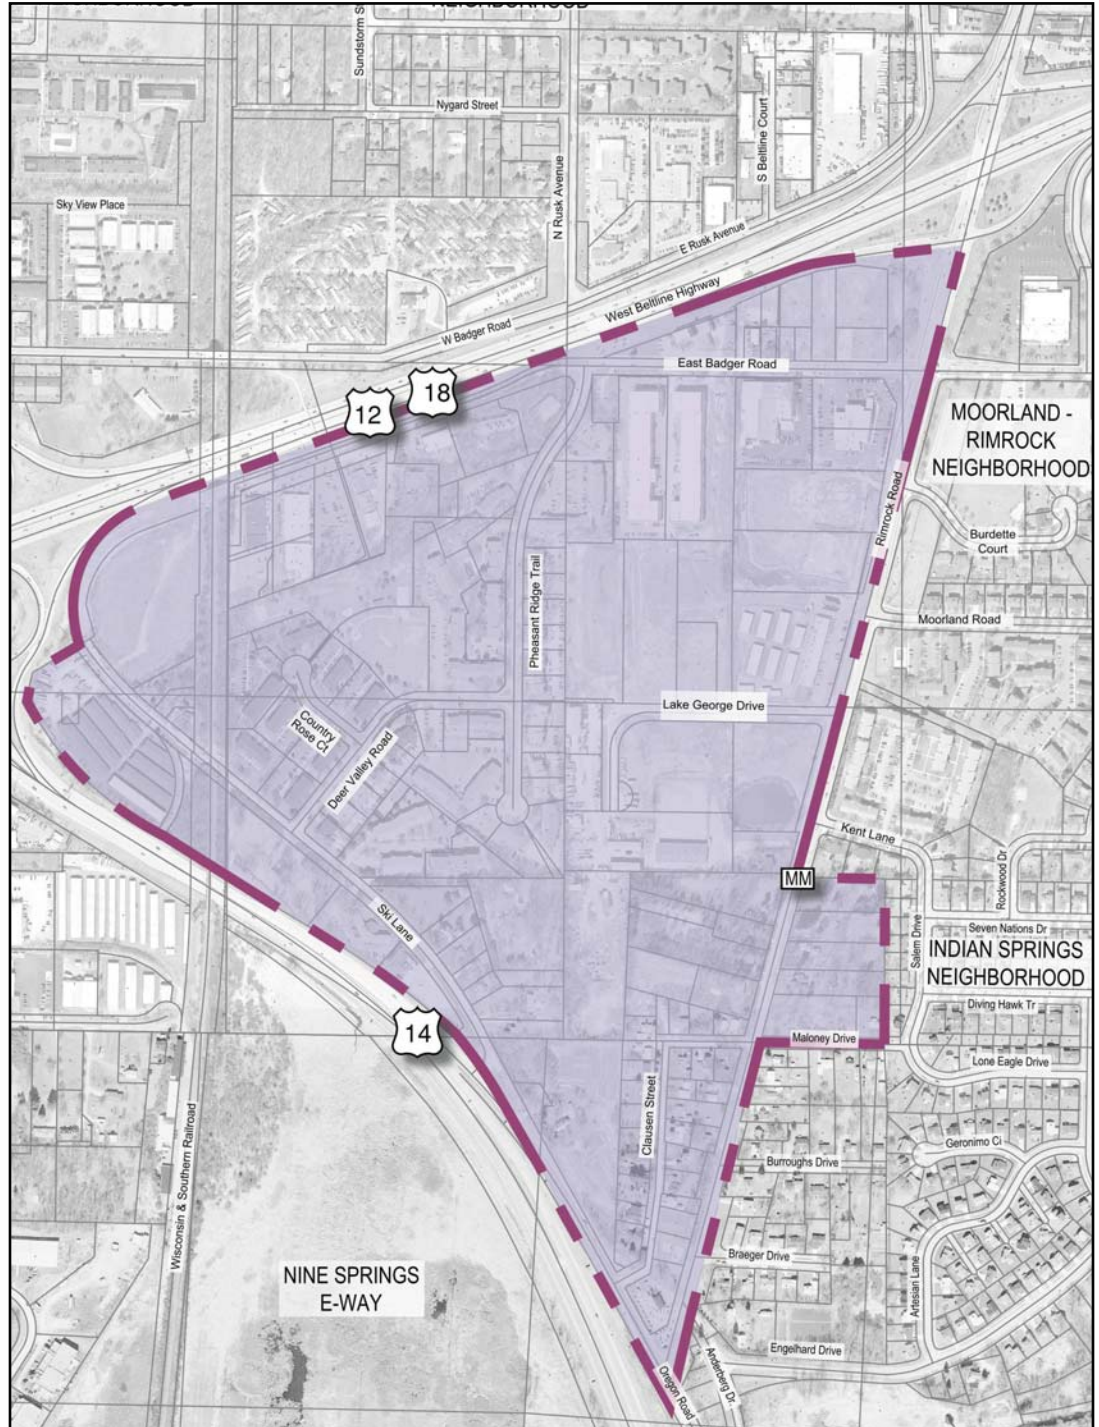 NEIGHBORHOOD
Sundstorm St
Nygard Street
S Beltline Court
N Rusk Avenue
Sky View Place
E Rusk Avenue
West Beltline Highway
W Badger Road
East Badger Road
18
12
MOORLAND -
RIMROCK
NEIGHBORHOOD
Rimrock Road
Burdette
Court
Pheasant Ridge Trail
Moorland Road
Lake George Drive
Country
Rose Ct
Deer Valley Road
Kent Lane
Rockwood Dr
MM
Ski Lane
Salem Drive
Seven Nations Dr
INDIAN SPRINGS
NEIGHBORHOOD
Diving Hawk Tr
14
Maloney Drive
Lone Eagle Drive
Clausen Street
Geronimo Ci
Burroughs Drive
Wisconsin & Southern Railroad
Braeger Drive
Artesian Lane
NINE SPRINGS
E-WAY
Engelhard Drive
Anderberg Dr.
Oregon Road